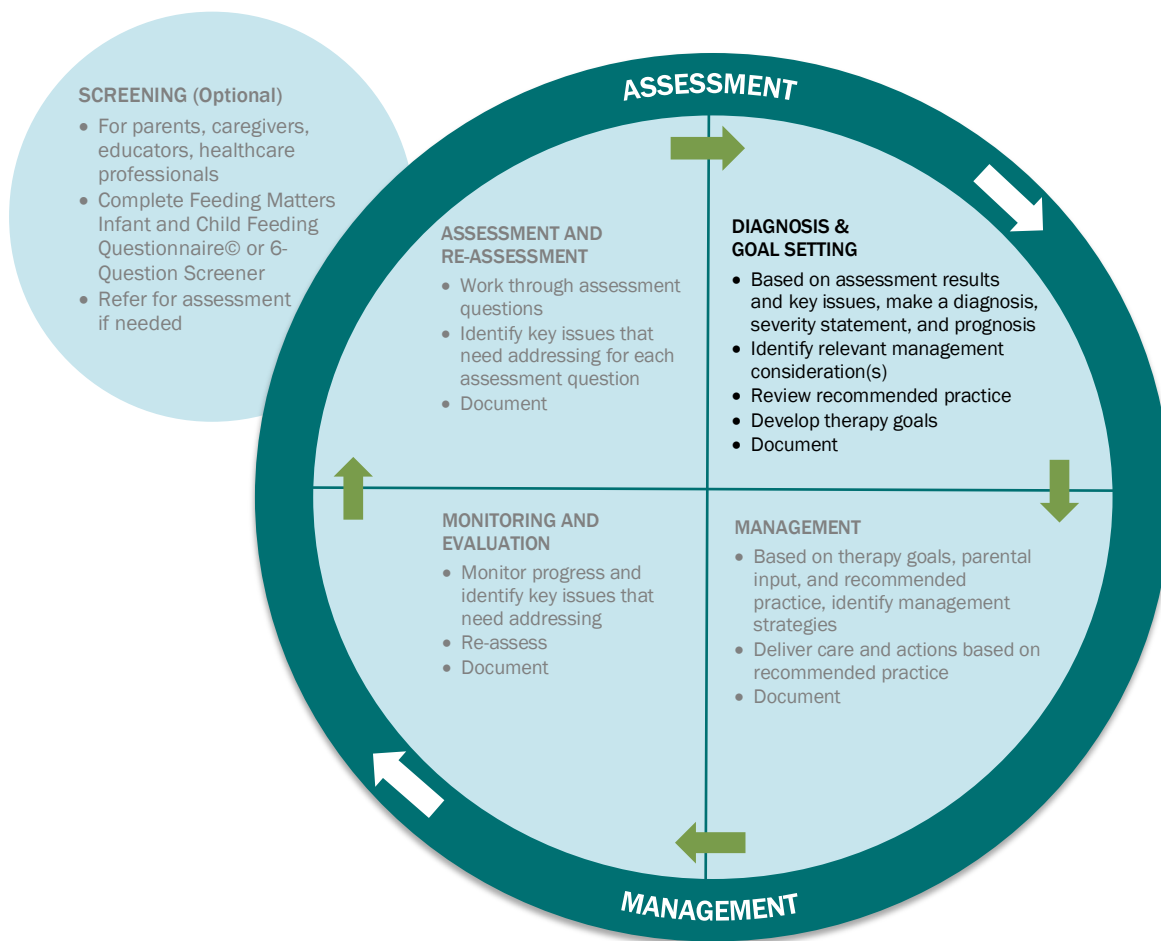 SCREENING (Optional)
• For parents, caregivers,
educators, healthcare
professionals
• Complete Feeding Matters
Infant and Child Feeding
Questionnaire© or 6-
Question Screener
• Refer for assessment
if needed
ASSESSMENT
ASSESSMENT AND
RE-ASSESSMENT
• Work through assessment
questions
• Identify key issues that
need addressing for each
assessment question
• Document
DIAGNOSIS &
GOAL SETTING
• Based on assessment results
and key issues, make a diagnosis,
severity statement, and prognosis
• Identify relevant management
consideration(s)
• Review recommended practice
• Develop therapy goals
• Document
MONITORING AND
EVALUATION
• Monitor progress and
identify key issues that
need addressing
• Re-assess
• Document
MANAGEMENT
• Based on therapy goals, parental
input, and recommended
practice, identify management
strategies
• Deliver care and actions based on
recommended practice
• Document
MANAGEMENT